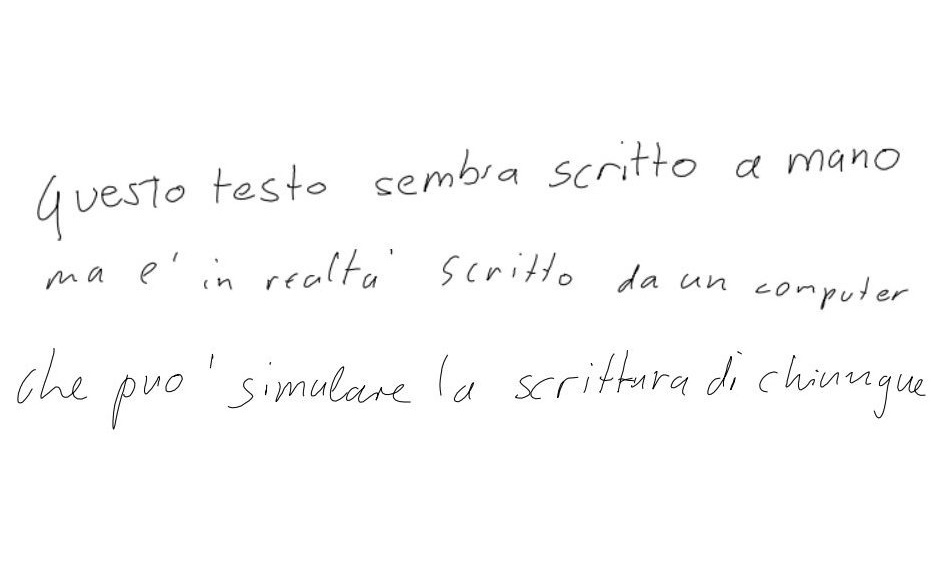 Questo testo sembra scritto a mano
ma e' in realta' scritto da un computer
che puo' simulare la scrittura di chiunque